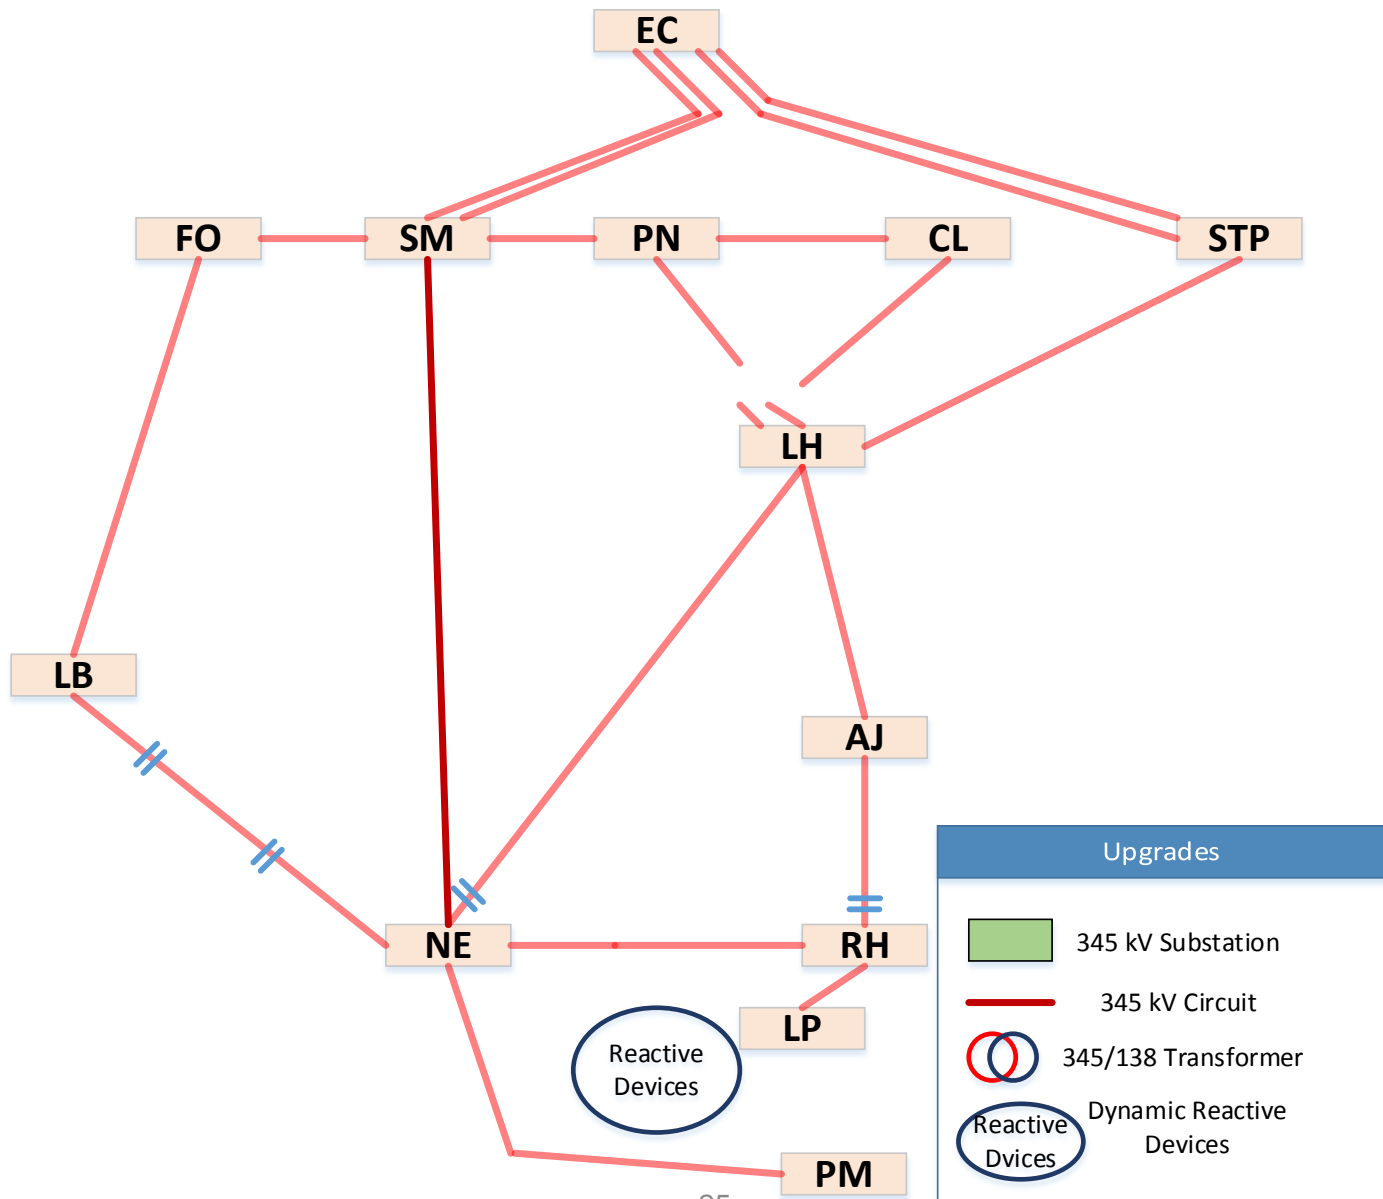 EC
FO
SM
PN
CL
STP
LH
LB
AJ
NE
RH
LP
Reactive
Devices
PM
Upgrades
345 kV Substation
345 kV Circuit
345/138 Transformer
Reactive
Dvices
Dynamic Reactive
Devices